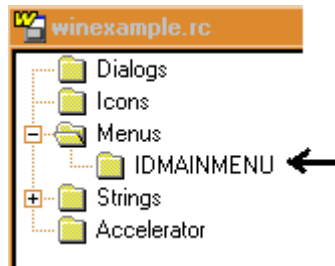 winexample.rc
Dialogs
Icons
Menus
IDMAINMENU
Strings
Accelerator